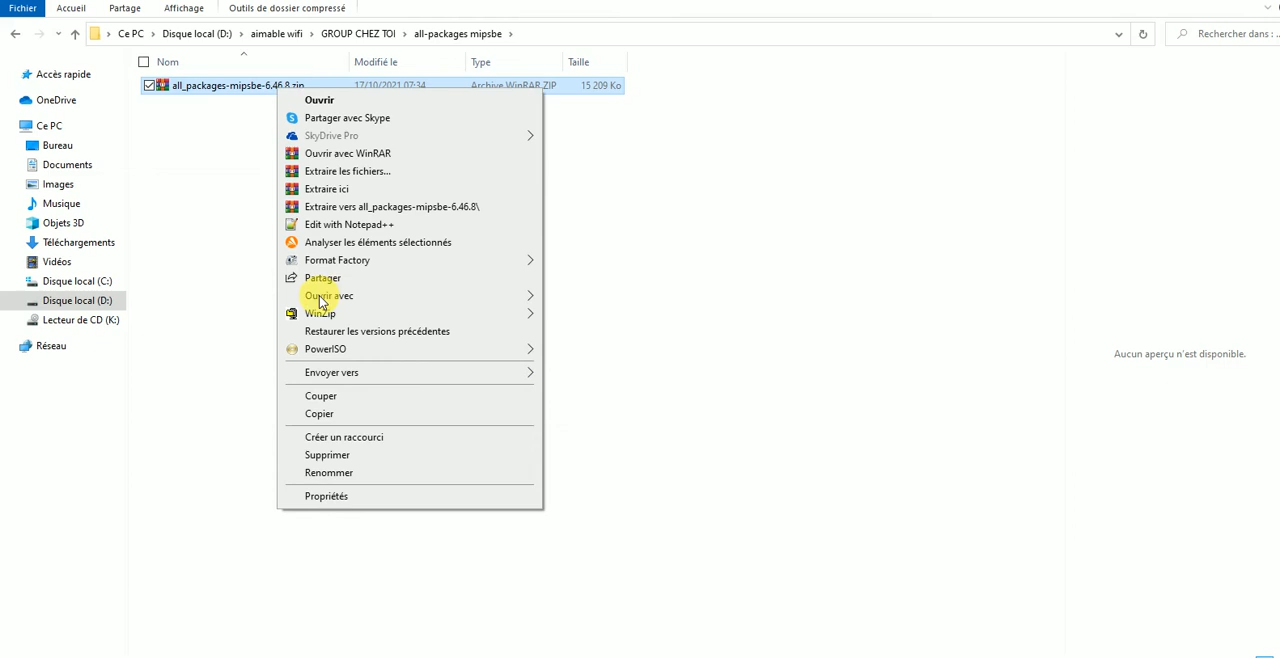 Fichier Accueil Partage Affichage Outils de dossier compressé
Ce PC Disque local (D:) aimable wifi GROUP CHEZ TOI all-packages mipsbe Rechercher dans : ...
Nom Modifié le Type Taille
all_packages-mipsbe-6.46.8.zip 17/10/2021 07:34 Archive WinRAR ZIP 15 209 Ko
Accès rapide
OneDrive
Ce PC
Bureau
Documents
Images
Musique
Objets 3D
Téléchargements
Vidéos
Disque local (C:)
Disque local (D:)
Lecteur de CD (K:)
Réseau
Ouvrir
Partager avec Skype
SkyDrive Pro
Ouvrir avec WinRAR
Extraire les fichiers...
Extraire ici
Extraire vers all_packages-mipsbe-6.46.8\
Edit with Notepad++
Analyser les éléments sélectionnés
Format Factory
Partager
Ouvrir avec
WinZip
Restaurer les versions précédentes
PowerISO
Envoyer vers
Couper
Copier
Créer un raccourci
Supprimer
Renommer
Propriétés
Aucun aperçu n'est disponible.